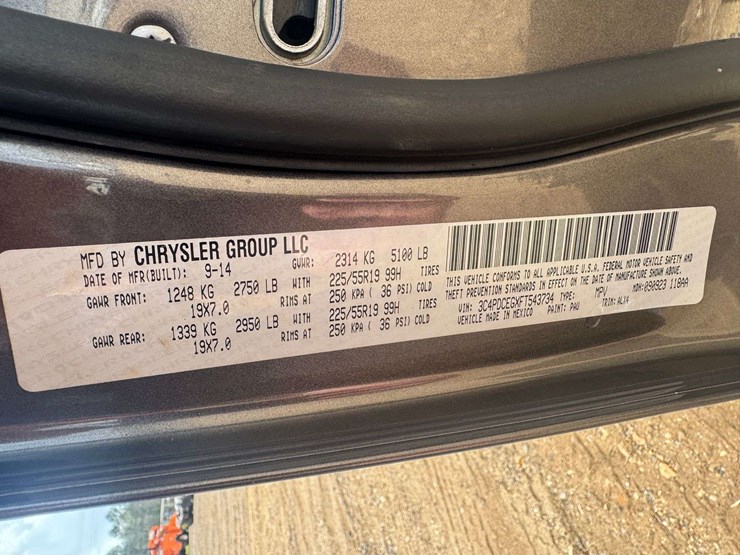 MFD BY CHRYSLER GROUP LLC
DATE OF MFR(BUILT): 9-14 GVWR: 2314 KG 5100 LB
GAWR FRONT: 1248 KG 2750 LB WITH 225/55R19 99H TIRES
19X7.0 RIMS AT 250 KPA ( 36 PSI) COLD
GAWR REAR: 1339 KG 2950 LB WITH 225/55R19 99H TIRES
19X7.0 RIMS AT 250 KPA ( 36 PSI) COLD
THIS VEHICLE CONFORMS TO ALL APPLICABLE U.S.A. FEDERAL MOTOR VEHICLE SAFETY AND
THEFT PREVENTION STANDARDS IN EFFECT ON THE DATE OF MANUFACTURE SHOWN ABOVE.
VIN: 3C4PDCEGXFT543734 TYPE: MPV MDH: 090923 118AA
VEHICLE MADE IN MEXICO PAINT: PAU TRIM: